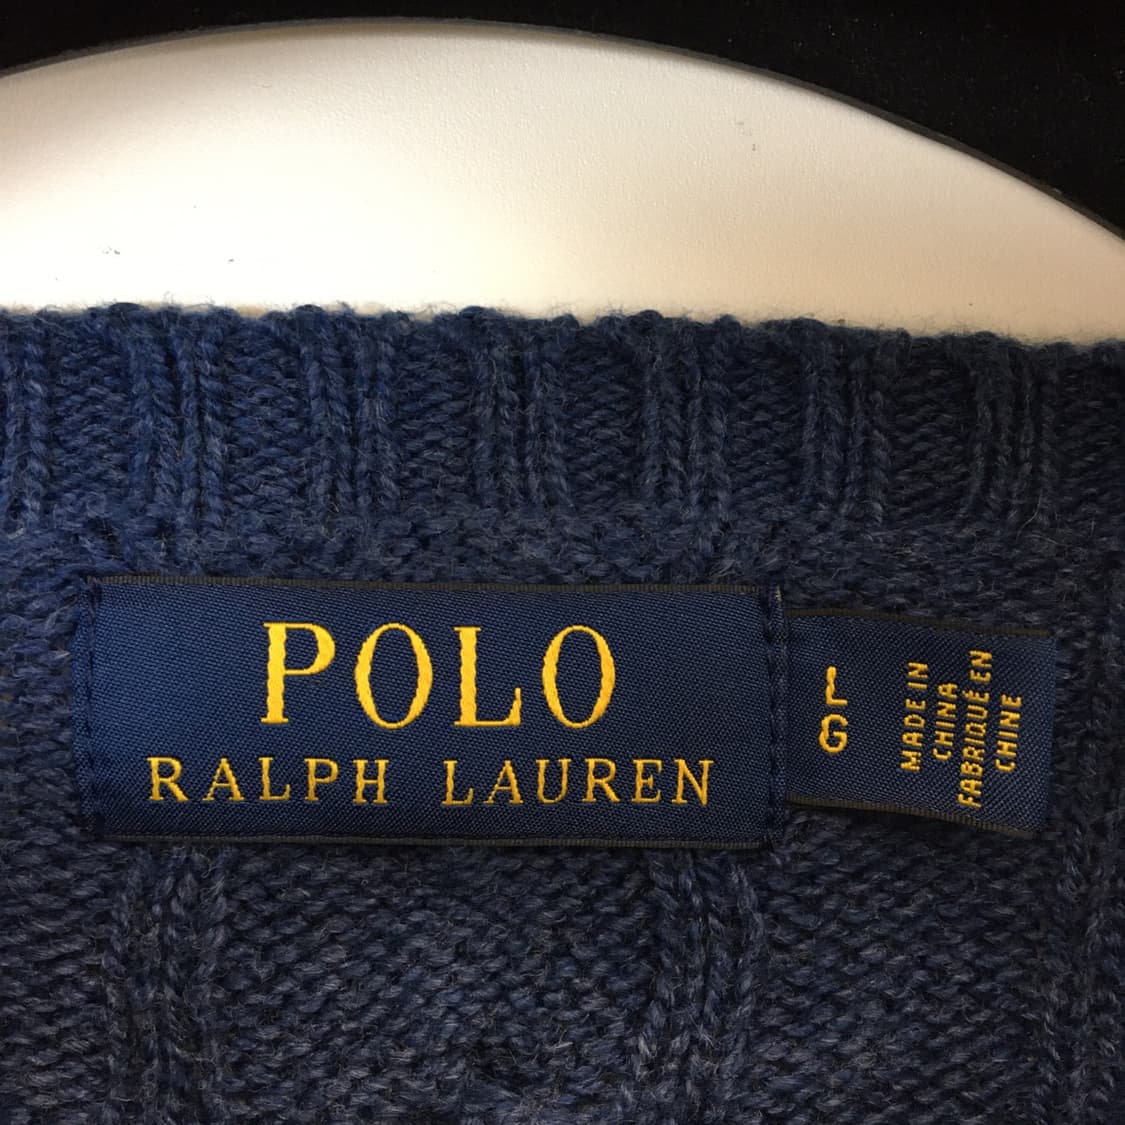 POLO
RALPH LAUREN
L
G
MADE IN
CHINA
FABRIQUÉ EN
CHINE